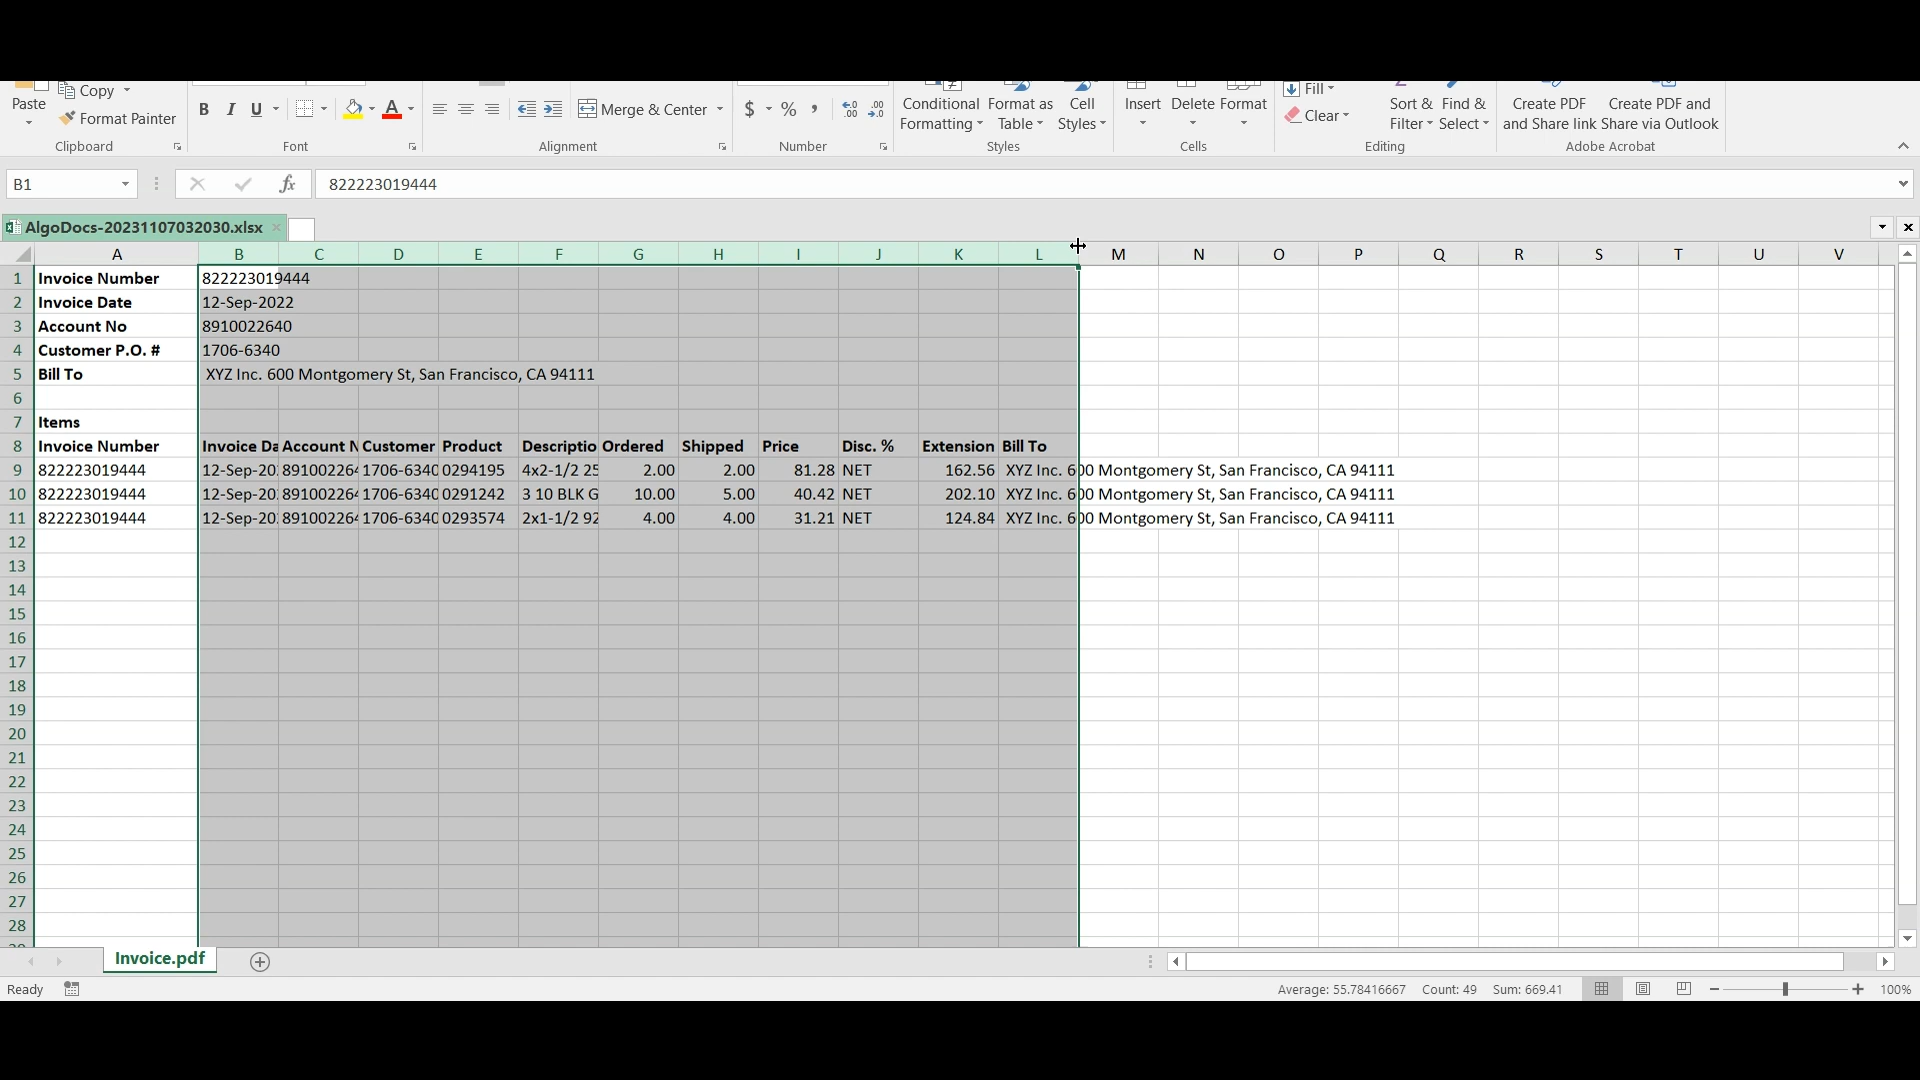 Paste
Copy
Format Painter
Clipboard
B I U
A
Font
Merge & Center
Alignment
$ % ,
Number
Conditional Formatting
Format as Table
Cell Styles
Styles
Insert
Delete
Format
Cells
Fill
Clear
Sort & Filter
Find & Select
Editing
Create PDF and Share link
Create PDF and Share via Outlook
Adobe Acrobat
B1
fx
822223019444
AlgoDocs-20231107032030.xlsx
A B C D E F G H I J K L M N O P Q R S T U V
1 Invoice Number 822223019444
2 Invoice Date 12-Sep-2022
3 Account No 8910022640
4 Customer P.O. # 1706-6340
5 Bill To XYZ Inc. 600 Montgomery St, San Francisco, CA 94111
6
7 Items
8 Invoice Number Invoice Da Account N Customer Product Descriptio Ordered Shipped Price Disc. % Extension Bill To
9 822223019444 12-Sep-20 891002264 1706-6340 0294195 4x2-1/2 25 2.00 2.00 81.28 NET 162.56 XYZ Inc. 600 Montgomery St, San Francisco, CA 94111
10 822223019444 12-Sep-20 891002264 1706-6340 0291242 3 10 BLK G 10.00 5.00 40.42 NET 202.10 XYZ Inc. 600 Montgomery St, San Francisco, CA 94111
11 822223019444 12-Sep-20 891002264 1706-6340 0293574 2x1-1/2 92 4.00 4.00 31.21 NET 124.84 XYZ Inc. 600 Montgomery St, San Francisco, CA 94111
12
13
14
15
16
17
18
19
20
21
22
23
24
25
26
27
28
Invoice.pdf
Ready
Average: 55.78416667 Count: 49 Sum: 669.41
100%